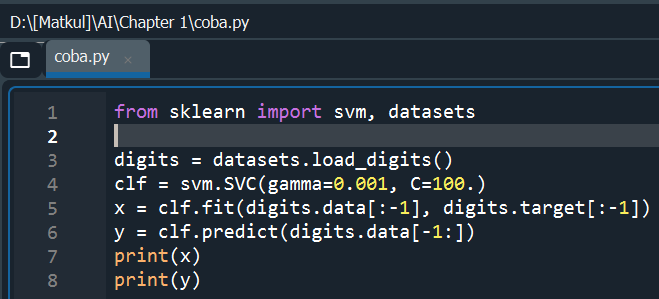 D:\[Matkul]\AI\Chapter 1\coba.py
coba.py ×
1 from sklearn import svm, datasets
2
3 digits = datasets.load_digits()
4 clf = svm.SVC(gamma=0.001, C=100.)
5 x = clf.fit(digits.data[:-1], digits.target[:-1])
6 y = clf.predict(digits.data[-1:])
7 print(x)
8 print(y)